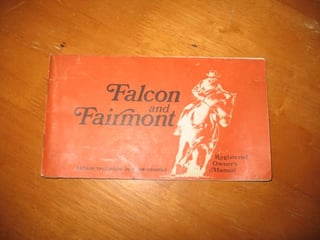 Falcon
and
Fairmont
Registered
Owner's
Manual